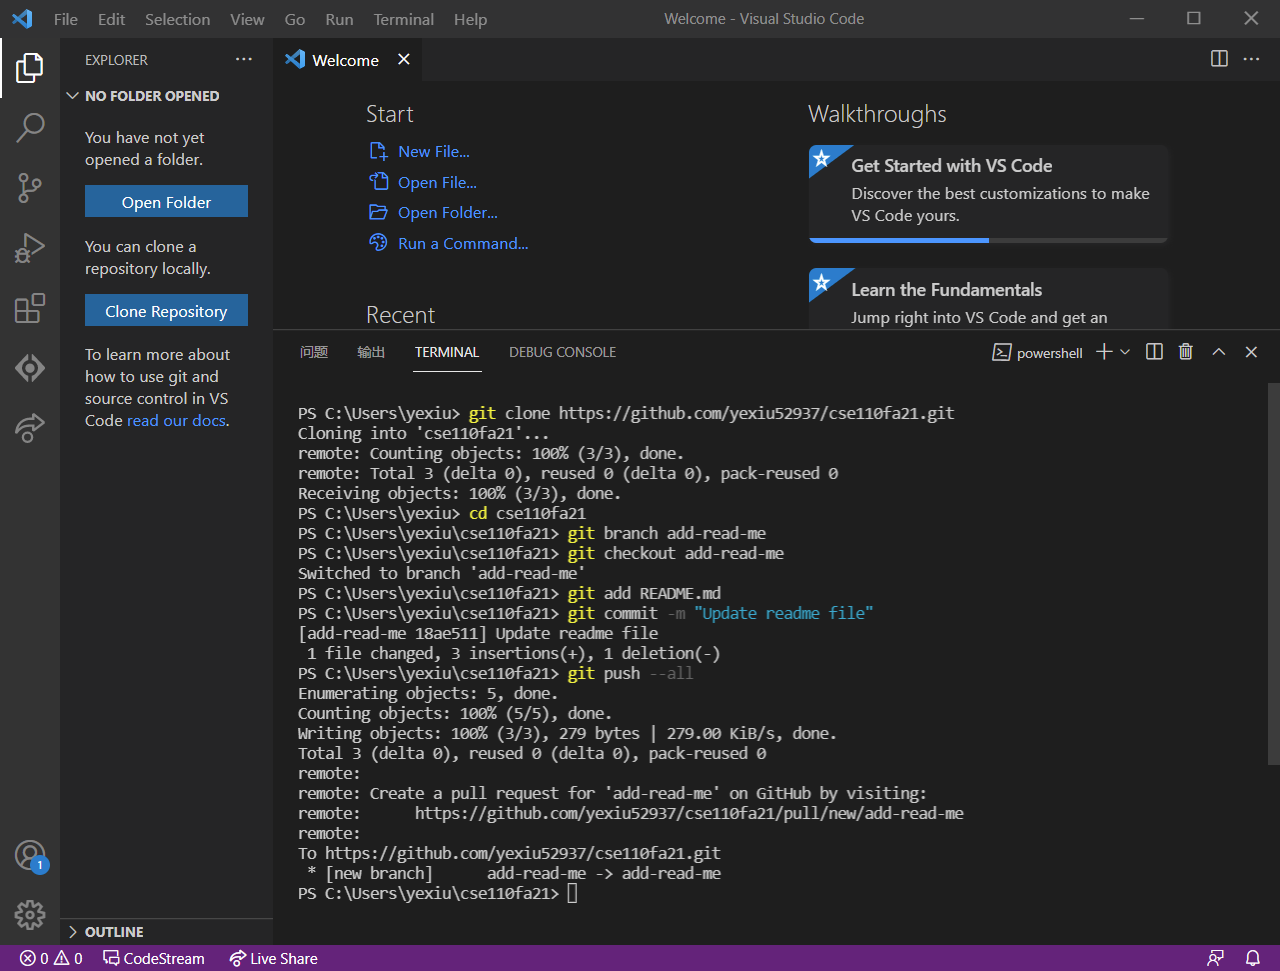 File Edit Selection View Go Run Terminal Help
Welcome - Visual Studio Code
EXPLORER
NO FOLDER OPENED
You have not yet
opened a folder.
Open Folder
You can clone a
repository locally.
Clone Repository
To learn more about
how to use git and
source control in VS
Code read our docs.
OUTLINE
Welcome
Start
New File...
Open File...
Open Folder...
Run a Command...
Recent
Walkthroughs
Get Started with VS Code
Discover the best customizations to make
VS Code yours.
Learn the Fundamentals
Jump right into VS Code and get an
问题 输出 TERMINAL DEBUG CONSOLE
powershell
PS C:\Users\yexiu> git clone https://github.com/yexiu52937/cse110fa21.git
Cloning into 'cse110fa21'...
remote: Counting objects: 100% (3/3), done.
remote: Total 3 (delta 0), reused 0 (delta 0), pack-reused 0
Receiving objects: 100% (3/3), done.
PS C:\Users\yexiu> cd cse110fa21
PS C:\Users\yexiu\cse110fa21> git branch add-read-me
PS C:\Users\yexiu\cse110fa21> git checkout add-read-me
Switched to branch 'add-read-me'
PS C:\Users\yexiu\cse110fa21> git add README.md
PS C:\Users\yexiu\cse110fa21> git commit -m "Update readme file"
[add-read-me 18ae511] Update readme file
 1 file changed, 3 insertions(+), 1 deletion(-)
PS C:\Users\yexiu\cse110fa21> git push --all
Enumerating objects: 5, done.
Counting objects: 100% (5/5), done.
Writing objects: 100% (3/3), 279 bytes | 279.00 KiB/s, done.
Total 3 (delta 0), reused 0 (delta 0), pack-reused 0
remote:
remote: Create a pull request for 'add-read-me' on GitHub by visiting:
remote:      https://github.com/yexiu52937/cse110fa21/pull/new/add-read-me
remote:
To https://github.com/yexiu52937/cse110fa21.git
 * [new branch]      add-read-me -> add-read-me
PS C:\Users\yexiu\cse110fa21>
1
0 0 CodeStream Live Share